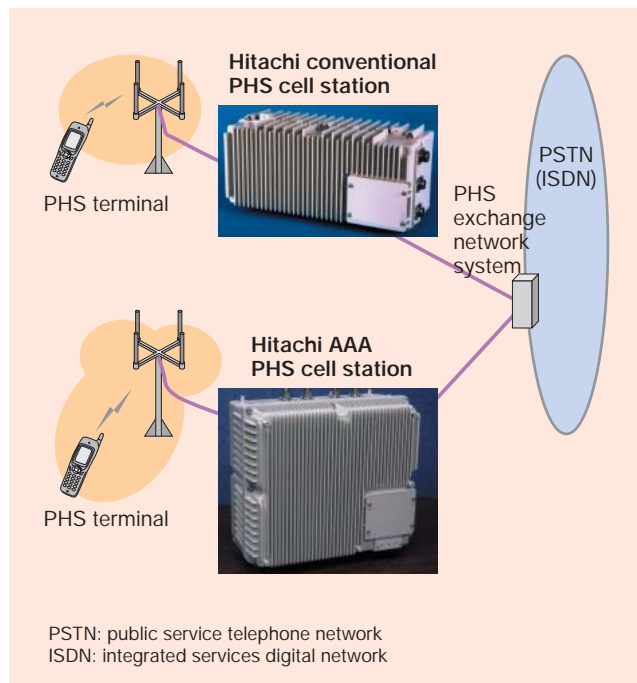 Hitachi conventional
PHS cell station
PHS terminal
PSTN
(ISDN)
PHS
exchange
network
system
Hitachi AAA
PHS cell station
PHS terminal
PSTN: public service telephone network
ISDN: integrated services digital network